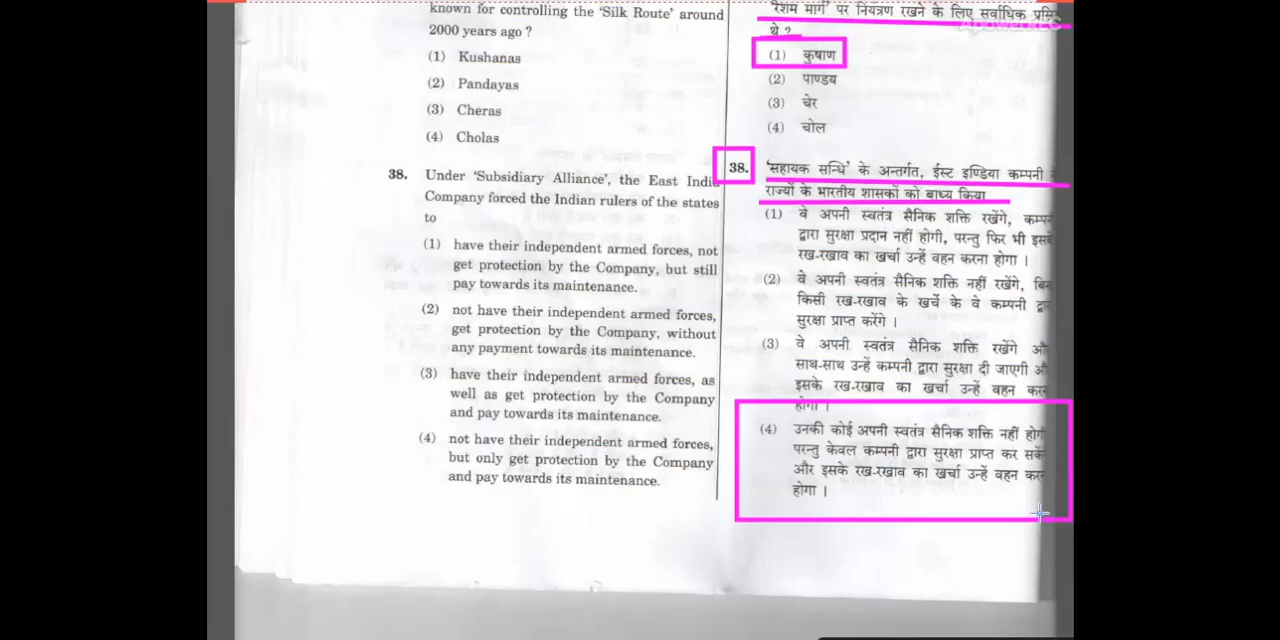 known for controlling the 'Silk Route' around
2000 years ago ?
(1) Kushanas
(2) Pandayas
(3) Cheras
(4) Cholas
38. Under 'Subsidiary Alliance', the East India
Company forced the Indian rulers of the states
to
(1) have their independent armed forces, not
get protection by the Company, but still
pay towards its maintenance.
(2) not have their independent armed forces,
get protection by the Company, without
any payment towards its maintenance.
(3) have their independent armed forces, as
well as get protection by the Company
and pay towards its maintenance.
(4) not have their independent armed forces,
but only get protection by the Company
and pay towards its maintenance.
'रेशम मार्ग' पर नियंत्रण रखने के लिए सर्वाधिक
थे ?
(1) कुषाण
(2) पाण्डय
(3) चेर
(4) चोल
38. 'सहायक सन्धि' के अन्तर्गत, ईस्ट इण्डिया कम्पनी
राज्यों के भारतीय शासकों को बाध्य किया
(1) वे अपनी स्वतंत्र सैनिक शक्ति रखेंगे,
द्वारा सुरक्षा प्रदान नहीं होगी, परन्तु फिर भी
रख-रखाव का खर्चा उन्हें वहन करना होगा ।
(2) वे अपनी स्वतंत्र सैनिक शक्ति नहीं रखेंगे,
किसी रख-रखाव के खर्चे के वे कम्पनी
सुरक्षा प्राप्त करेंगे ।
(3) वे अपनी स्वतंत्र सैनिक शक्ति रखेंगे
साथ-साथ उन्हें कम्पनी द्वारा सुरक्षा दी जाएगी
इसके रख-रखाव का खर्चा उन्हें वहन
होगा ।
(4) उनकी कोई अपनी स्वतंत्र सैनिक शक्ति नहीं
परन्तु केवल कम्पनी द्वारा सुरक्षा प्राप्त कर
और इसके रख-रखाव का खर्चा उन्हें वहन
होगा ।